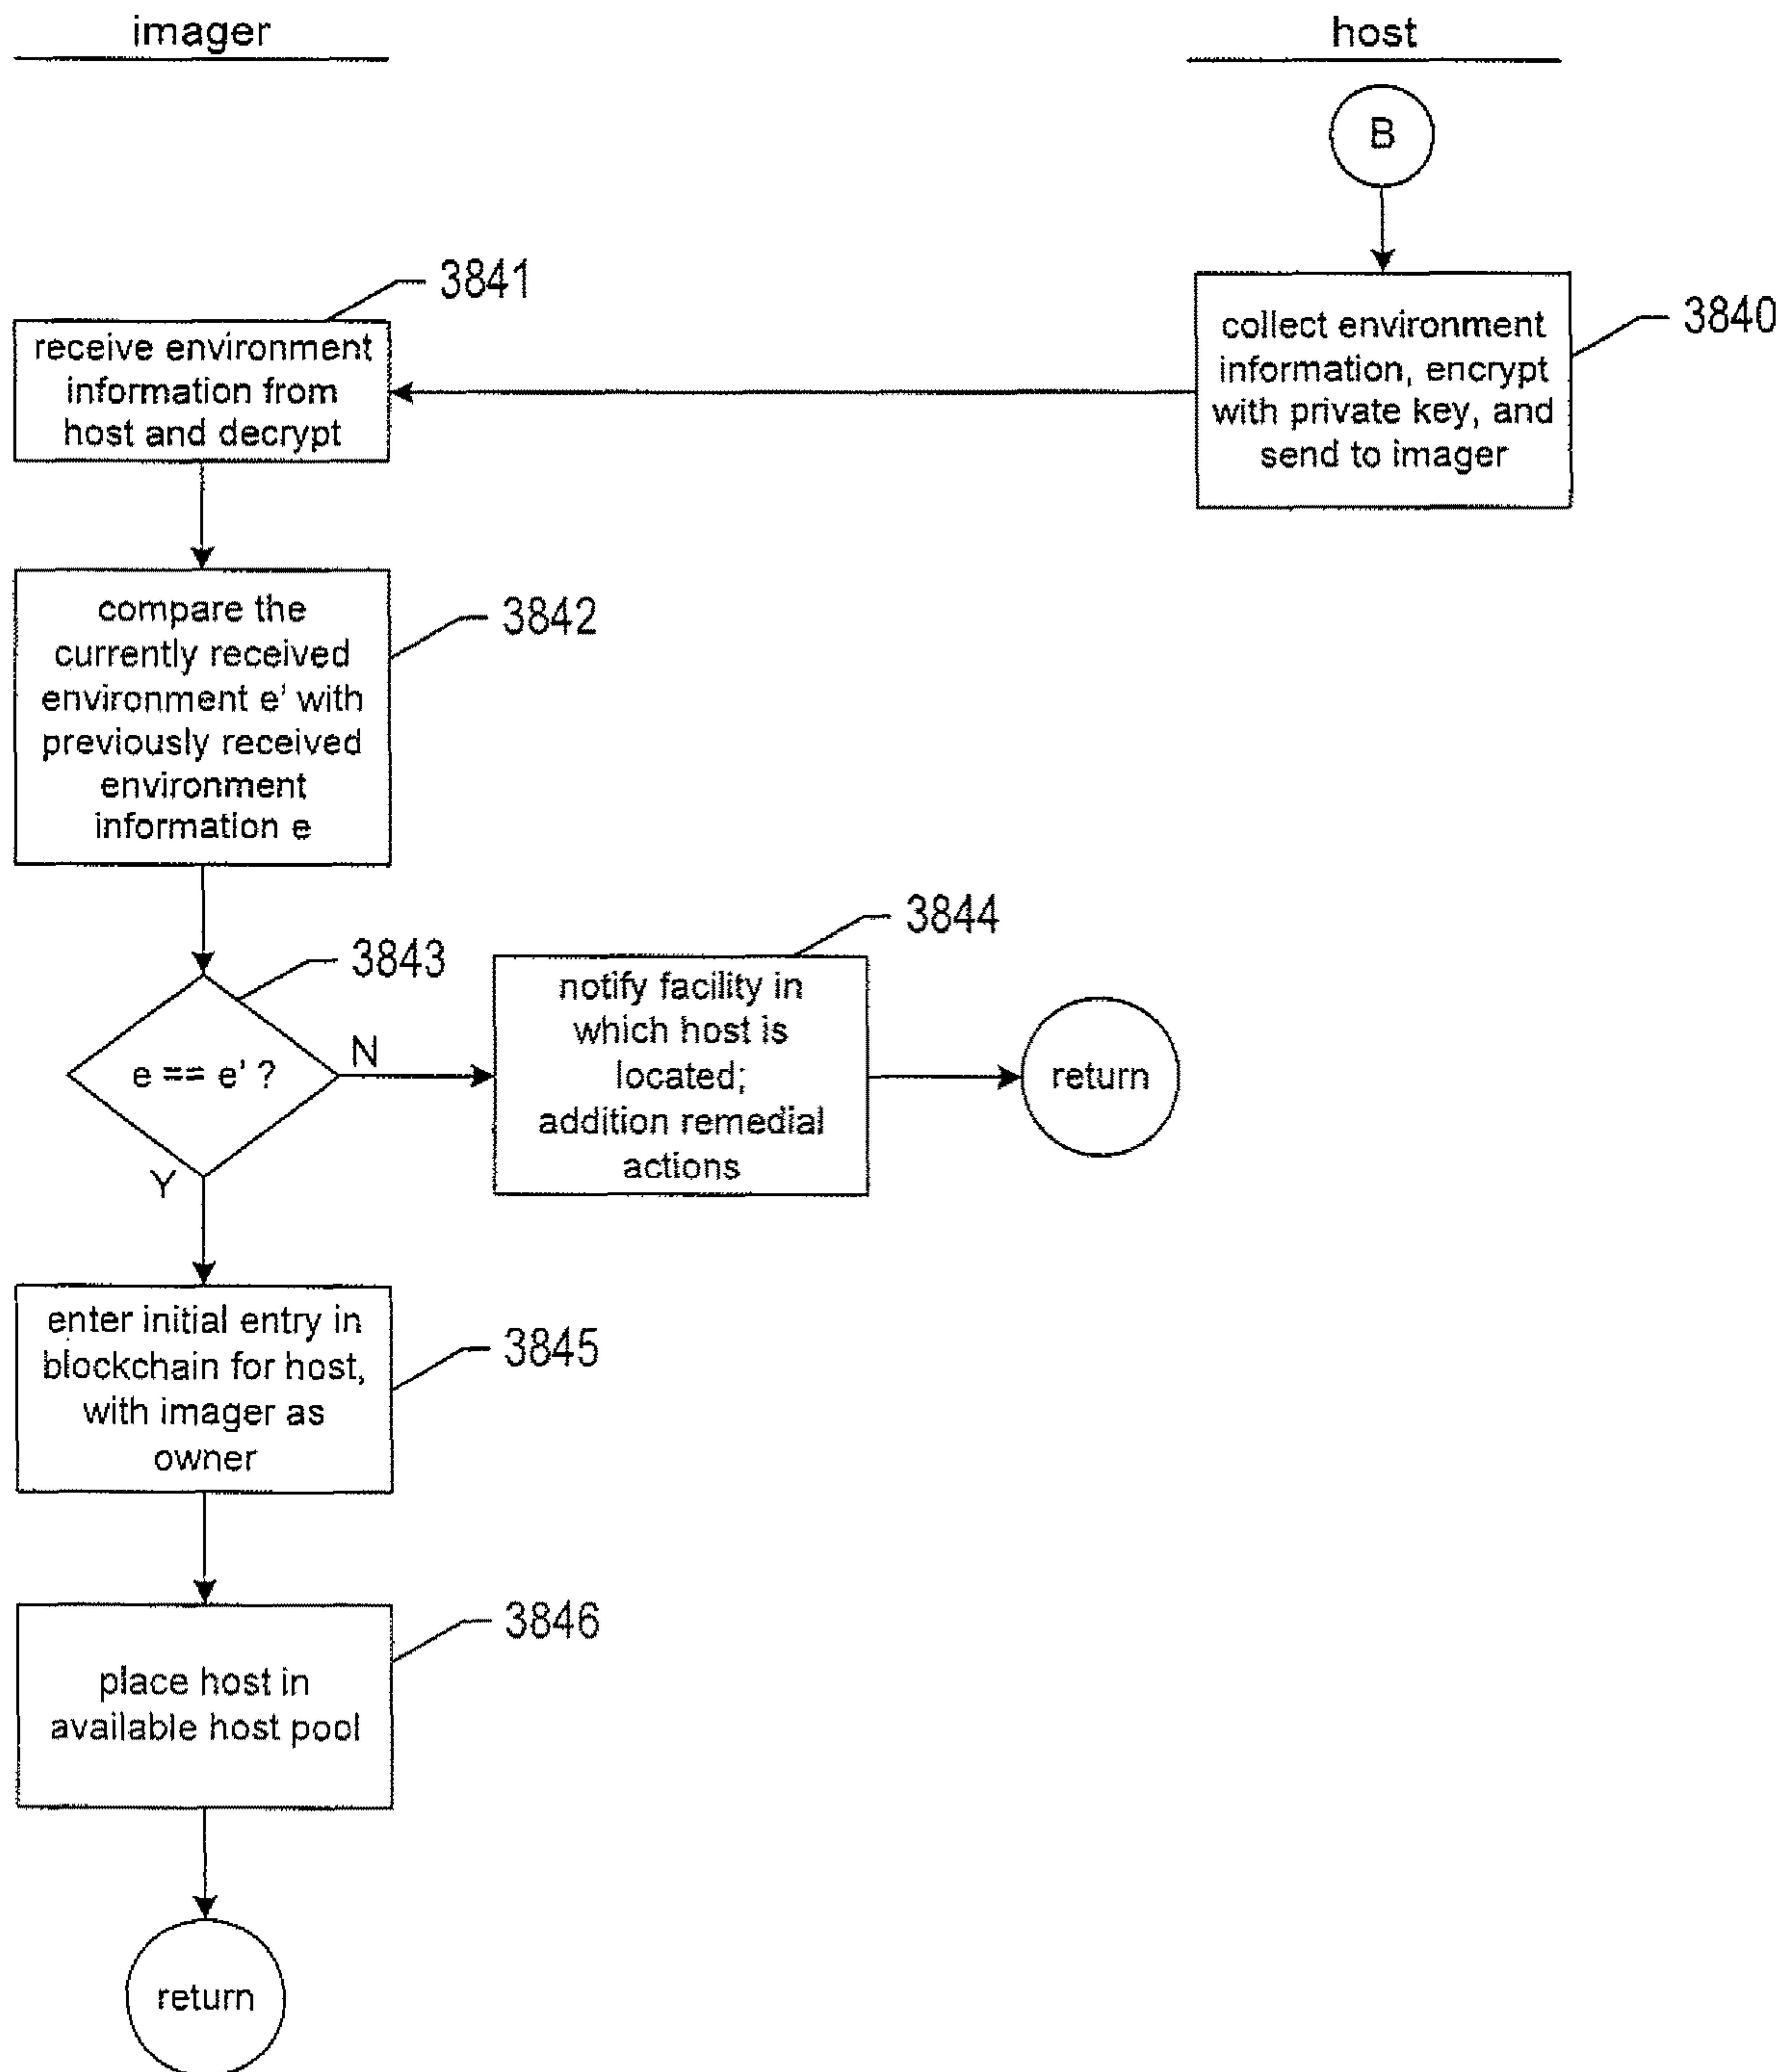 imager
host
B
3841
3840
receive environment
information from
host and decrypt
collect environment
information, encrypt
with private key, and
send to imager
3842
compare the
currently received
environment e' with
previously received
environment
information e
3843
e == e' ?
N
Y
3844
notify facility in
which host is
located;
addition remedial
actions
return
3845
enter initial entry in
blockchain for host,
with imager as
owner
3846
place host in
available host pool
return